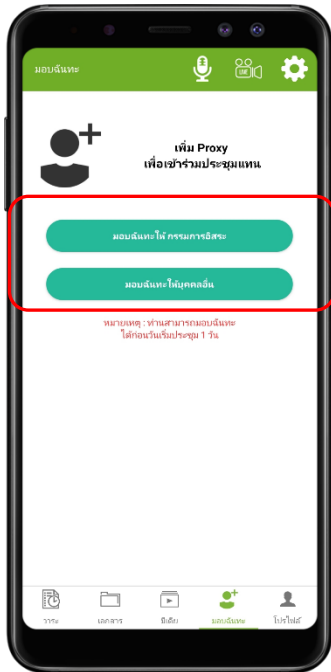 มอบฉันทะ
LIVE
เพิ่ม Proxy
เพื่อเข้าร่วมประชุมแทน
มอบฉันทะให้ กรรมการอิสระ
มอบฉันทะให้บุคคลอื่น
หมายเหตุ : ท่านสามารถมอบฉันทะ
ได้ก่อนวันเริ่มประชุม 1 วัน
วาระ
เอกสาร
มีเดีย
มอบฉันทะ
โปรไฟล์